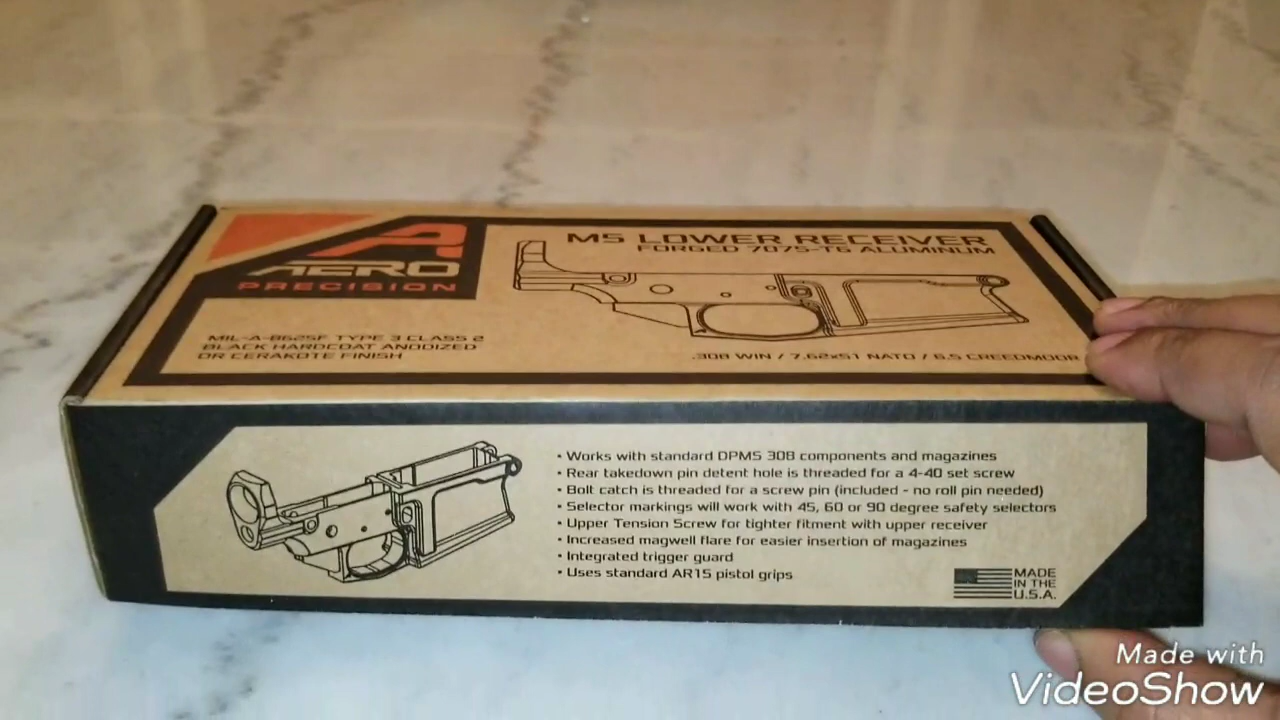 M5 LOWER RECEIVER
FORGED 7075-T6 ALUMINUM
A
AERO
PRECISION
MIL-A-8625F TYPE 3 CLASS 2
BLACK HARDCOAT ANODIZED
OR CERAKOTE FINISH
.308 WIN / 7.62x51 NATO / 6.5 CREEDMOOR
• Works with standard DPMS 308 components and magazines
• Rear takedown pin detent hole is threaded for a 4-40 set screw
• Bolt catch is threaded for a screw pin (included - no roll pin needed)
• Selector markings will work with 45, 60 or 90 degree safety selectors
• Upper Tension Screw for tighter fitment with upper receiver
• Increased magwell flare for easier insertion of magazines
• Integrated trigger guard
• Uses standard AR15 pistol grips
MADE
IN THE
U.S.A.
Made with
VideoShow